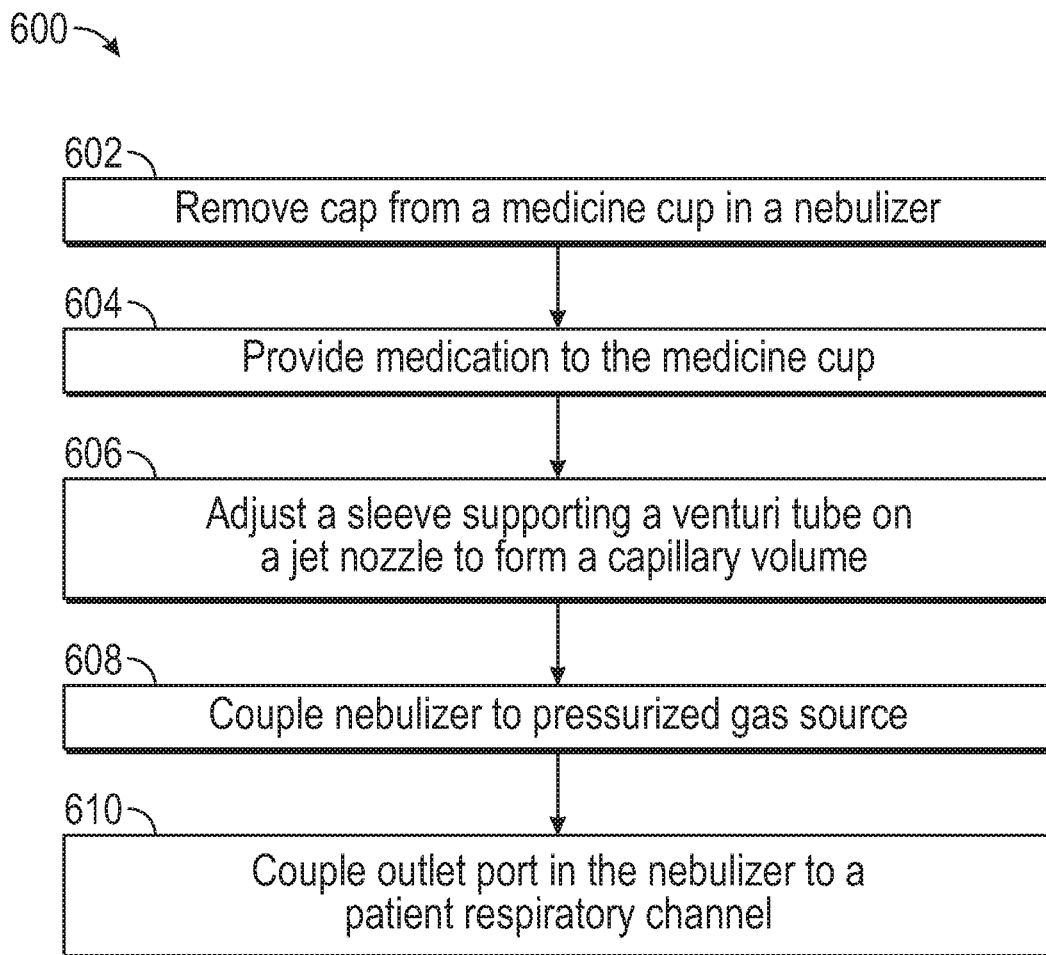 600
602
Remove cap from a medicine cup in a nebulizer
604
Provide medication to the medicine cup
606
Adjust a sleeve supporting a venturi tube on
a jet nozzle to form a capillary volume
608
Couple nebulizer to pressurized gas source
610
Couple outlet port in the nebulizer to a
patient respiratory channel